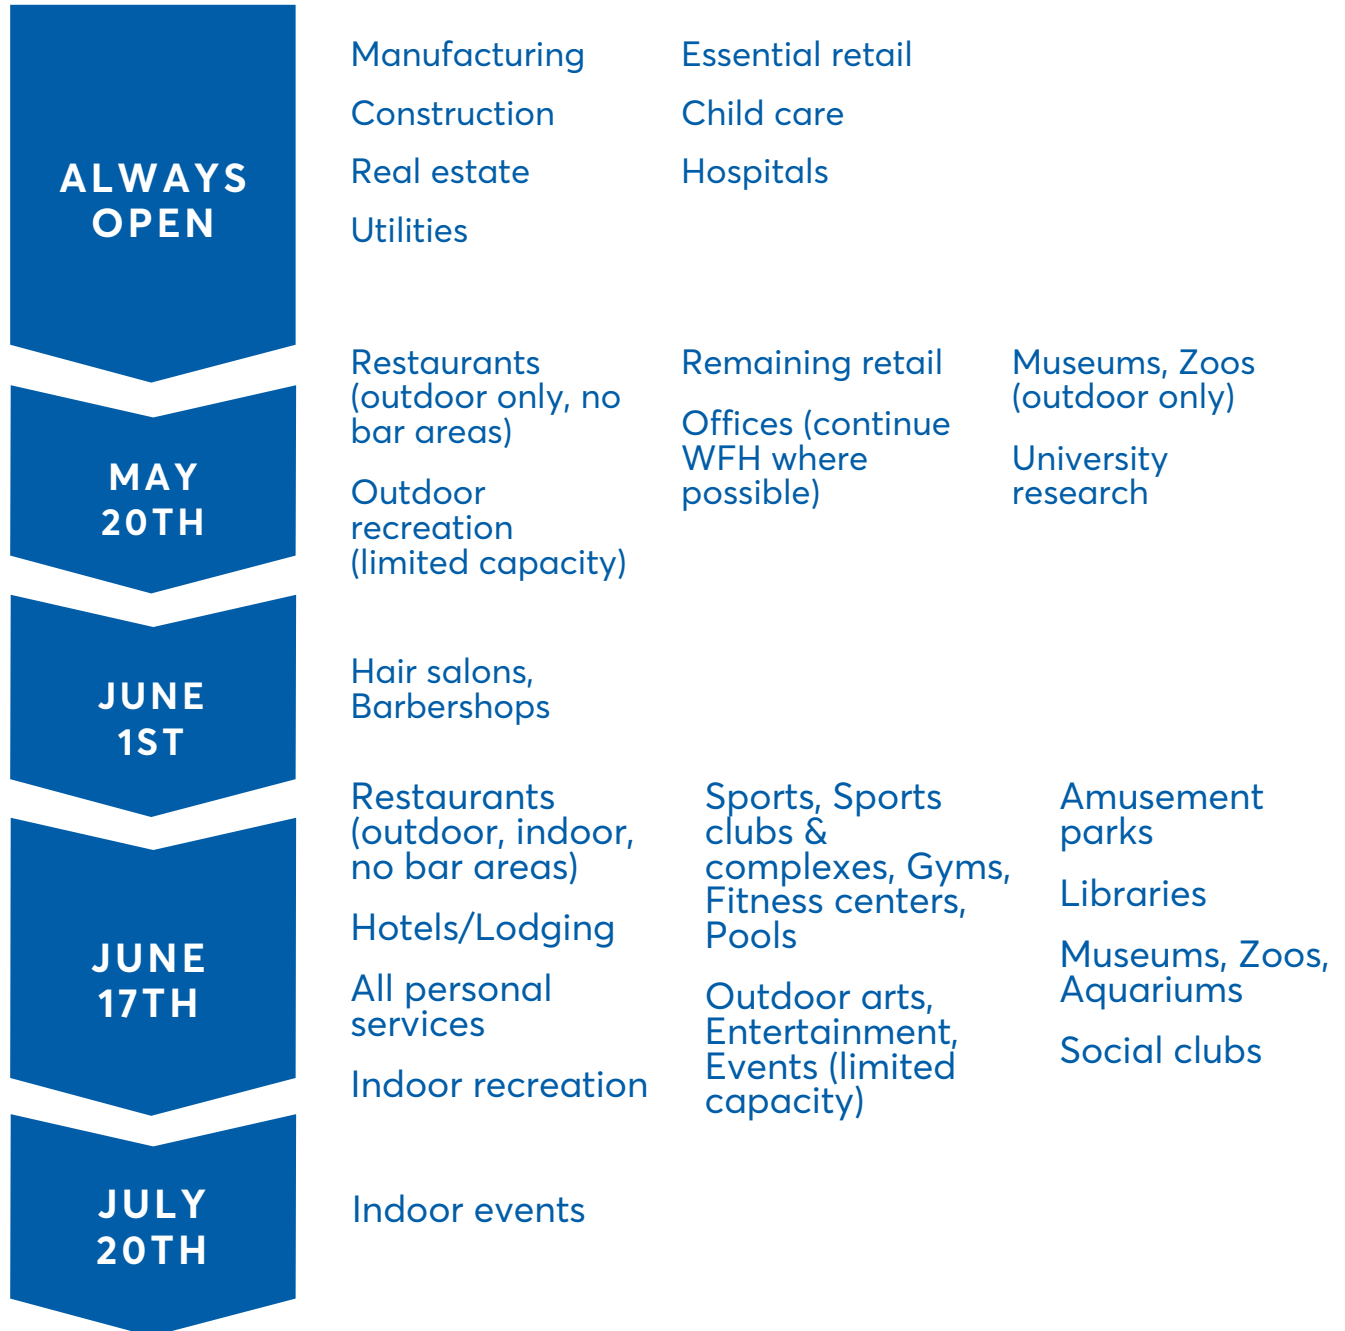 ALWAYS
OPEN
Manufacturing
Construction
Real estate
Utilities
Essential retail
Child care
Hospitals
MAY
20TH
Restaurants
(outdoor only, no
bar areas)
Outdoor
recreation
(limited capacity)
Remaining retail
Offices (continue
WFH where
possible)
Museums, Zoos
(outdoor only)
University
research
JUNE
1ST
Hair salons,
Barbershops
JUNE
17TH
Restaurants
(outdoor, indoor,
no bar areas)
Hotels/Lodging
All personal
services
Indoor recreation
Sports, Sports
clubs &
complexes, Gyms,
Fitness centers,
Pools
Outdoor arts,
Entertainment,
Events (limited
capacity)
Amusement
parks
Libraries
Museums, Zoos,
Aquariums
Social clubs
JULY
20TH
Indoor events